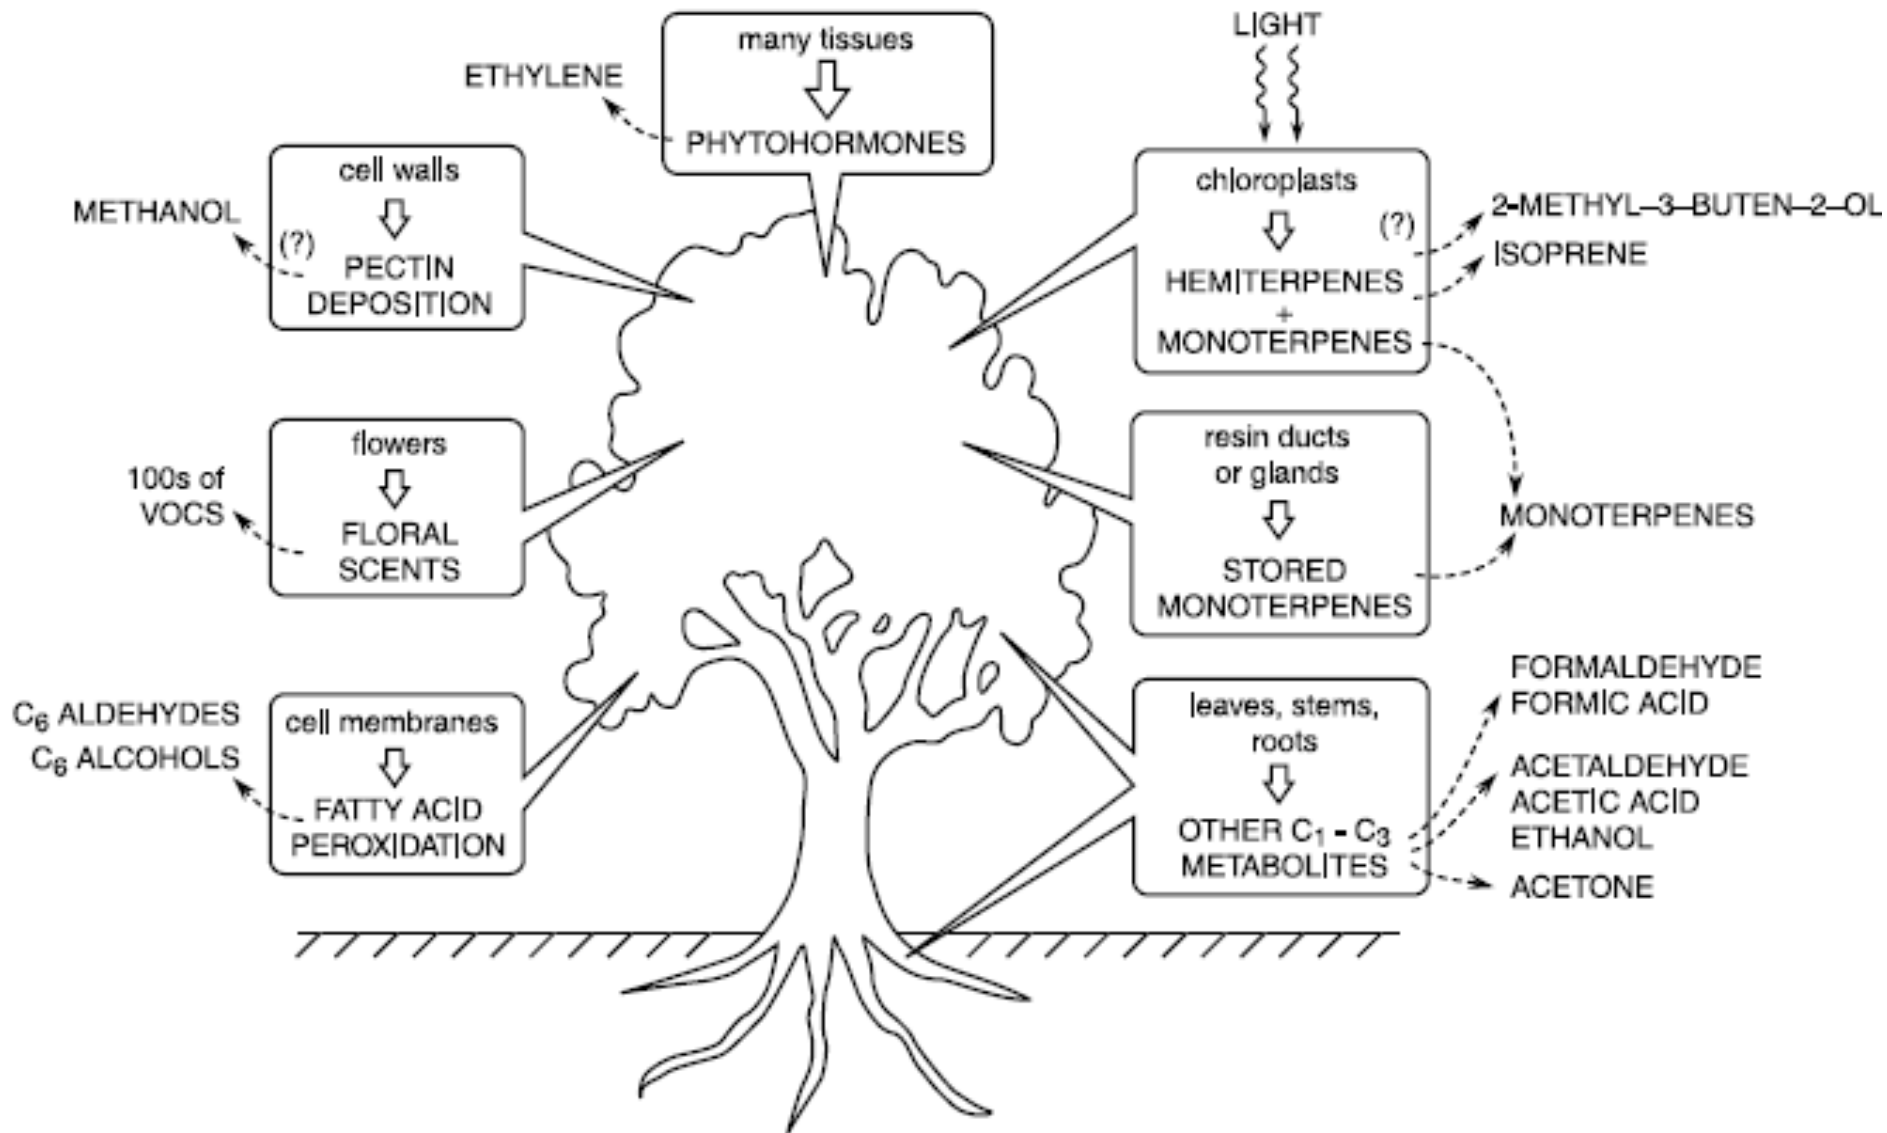 many tissues
PHYTOHORMONES
ETHYLENE
LIGHT
cell walls
(?)
PECTIN
DEPOSITION
METHANOL
chloroplasts
(?)
HEMITERPENES
+
MONOTERPENES
2-METHYL–3–BUTEN–2–OL
ISOPRENE
flowers
FLORAL
SCENTS
100s of
VOCS
resin ducts
or glands
STORED
MONOTERPENES
MONOTERPENES
cell membranes
FATTY ACID
PEROXIDATION
C₆ ALDEHYDES
C₆ ALCOHOLS
leaves, stems,
roots
OTHER C₁ - C₃
METABOLITES
FORMALDEHYDE
FORMIC ACID
ACETALDEHYDE
ACETIC ACID
ETHANOL
ACETONE